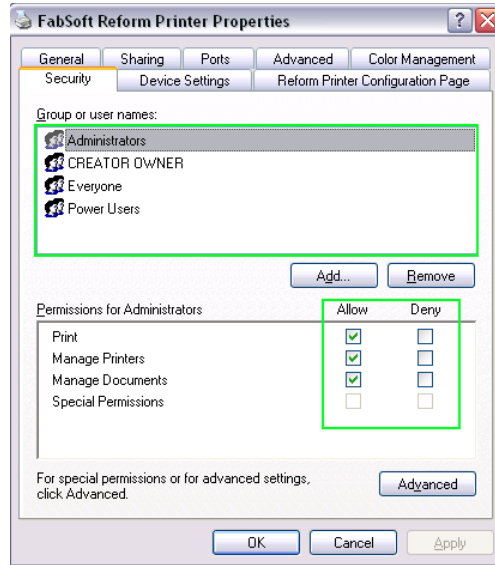 FabSoft Reform Printer Properties
General Sharing Ports Advanced Color Management
Security Device Settings Reform Printer Configuration Page
Group or user names:
Administrators
CREATOR OWNER
Everyone
Power Users
Add... Remove
Permissions for Administrators Allow Deny
Print
Manage Printers
Manage Documents
Special Permissions
For special permissions or for advanced settings,
click Advanced.
Advanced
OK Cancel Apply